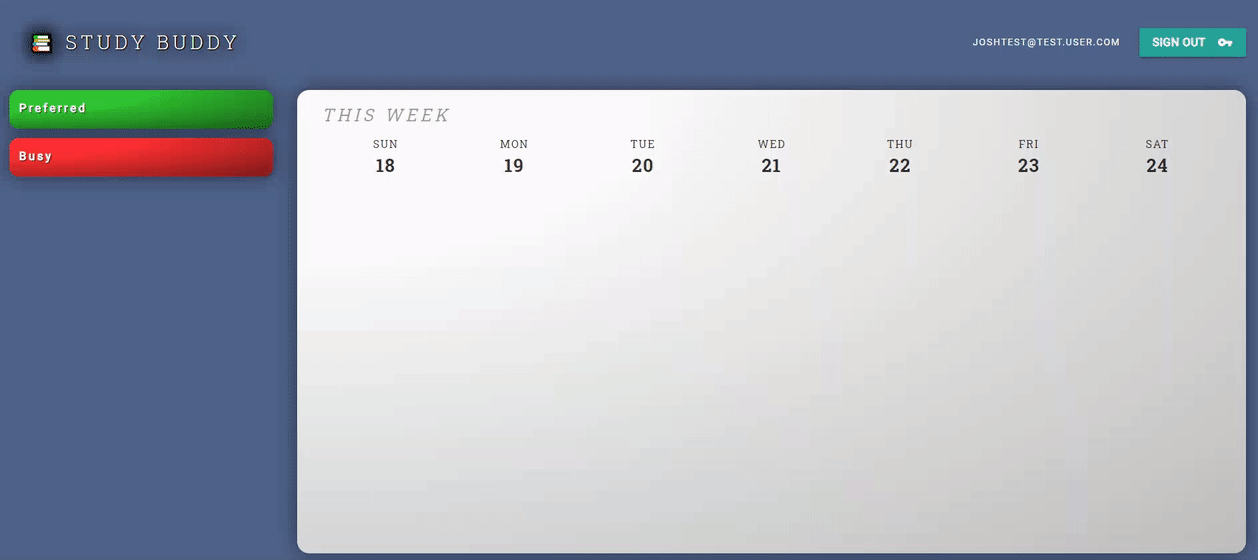 STUDY BUDDY
JOSHTEST@TEST.USER.COM
SIGN OUT
Preferred
Busy
THIS WEEK
SUN MON TUE WED THU FRI SAT
18 19 20 21 22 23 24